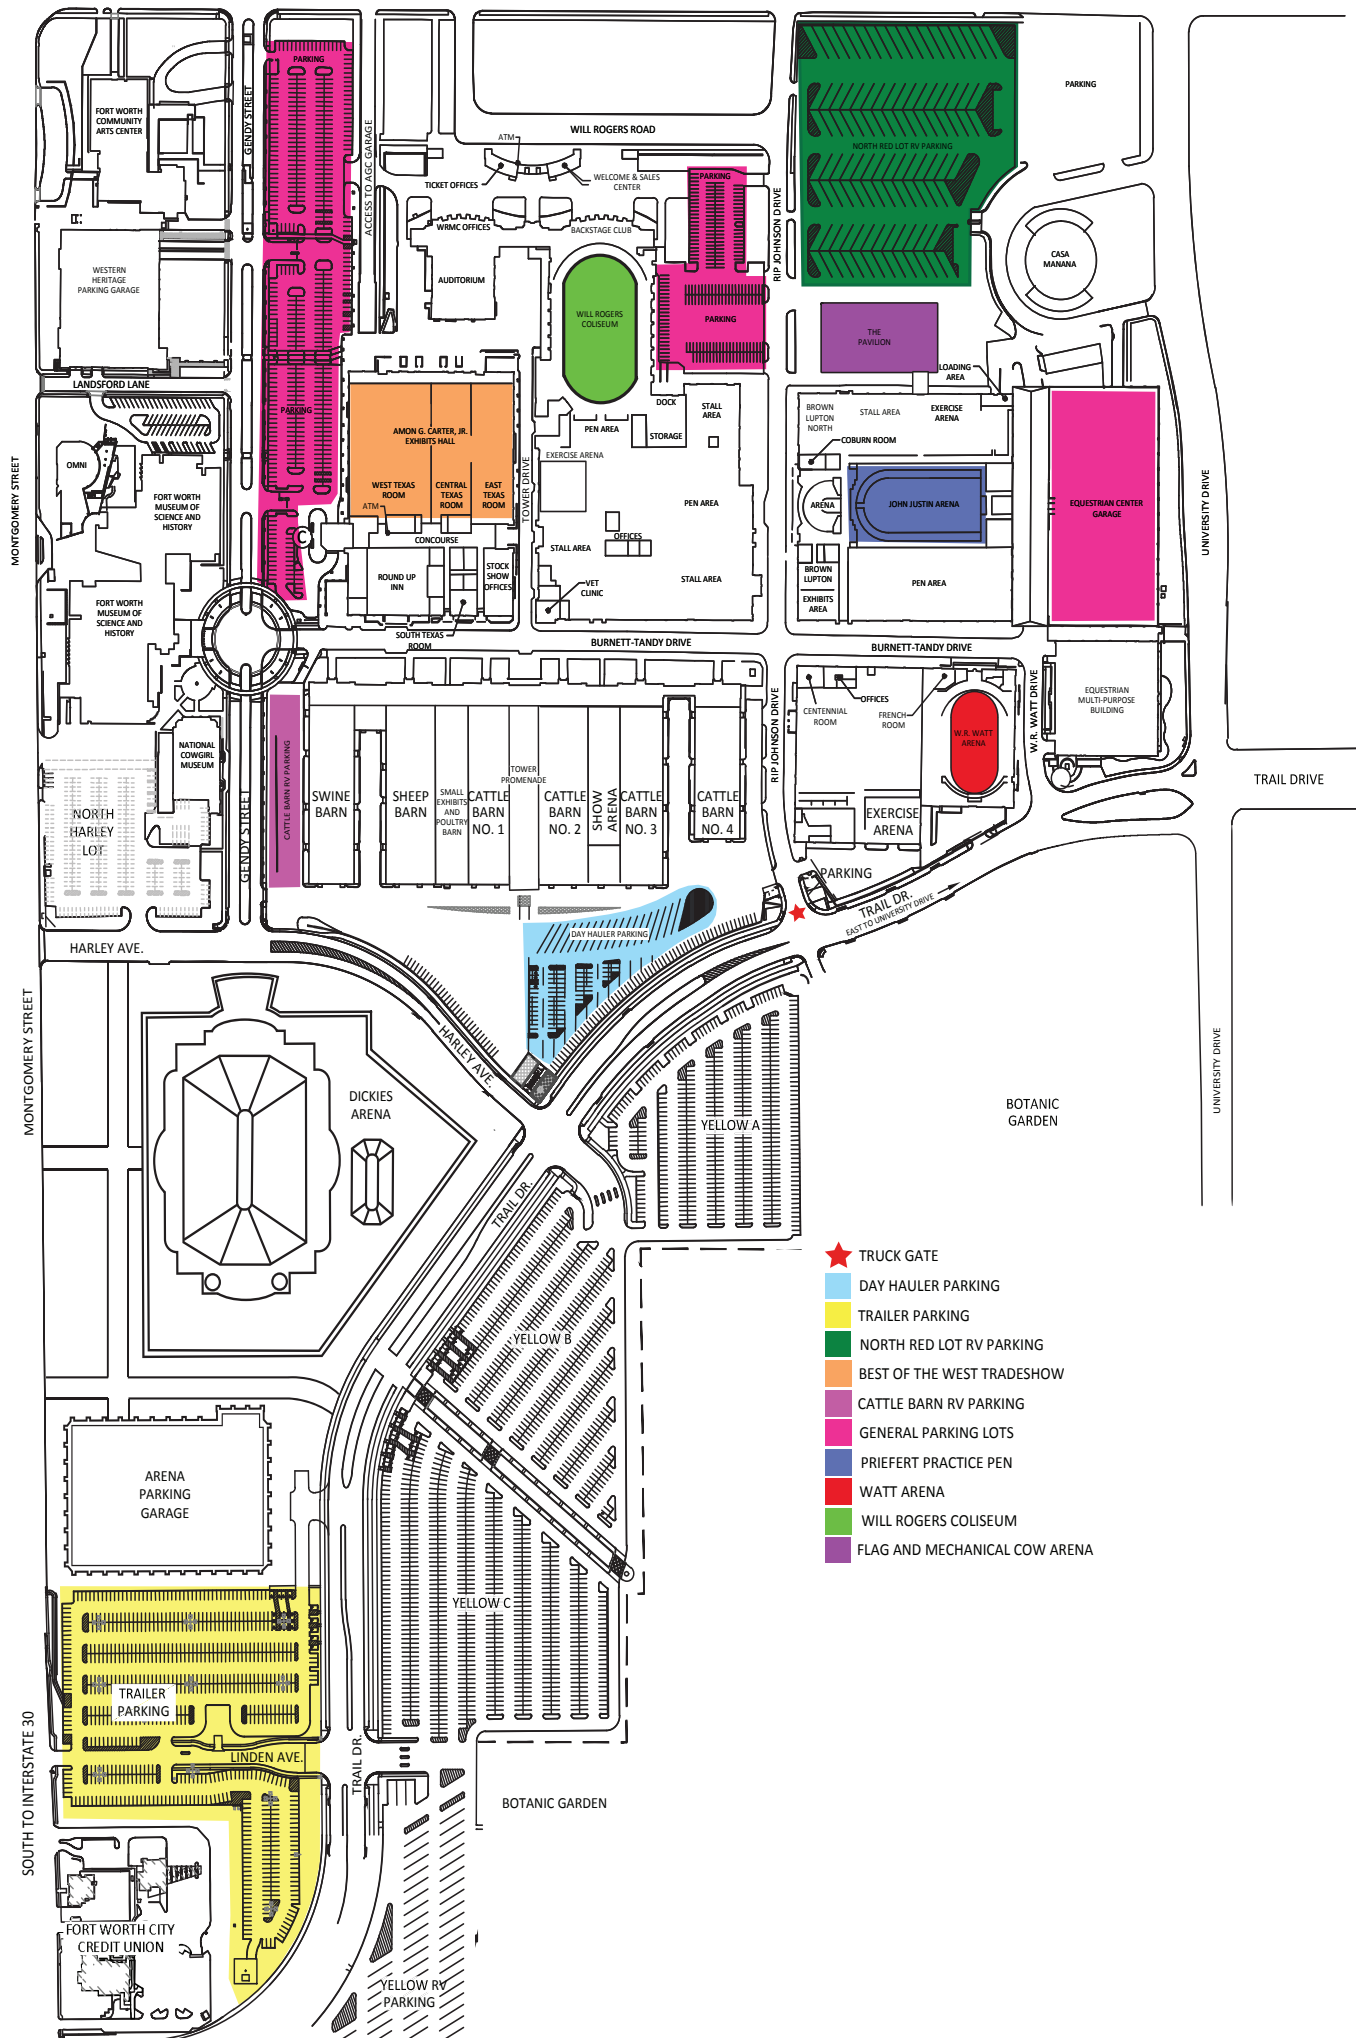 PARKING
PARKING
FORT WORTH
COMMUNITY
ARTS CENTER
GENDY STREET
ACCESS TO AGC GARAGE
WILL ROGERS ROAD
ATM
TICKET OFFICES
WELCOME & SALES
CENTER
PARKING
RIP JOHNSON DRIVE
NORTH RED LOT RV PARKING
WRMC OFFICES
BACKSTAGE CLUB
CASA
MANANA
WESTERN
HERITAGE
PARKING GARAGE
AUDITORIUM
WILL ROGERS
COLISEUM
PARKING
THE
PAVILION
LOADING
AREA
LANDSFORD LANE
PARKING
AMON G. CARTER, JR.
EXHIBITS HALL
DOCK
STALL
AREA
PEN AREA
STORAGE
BROWN
LUPTON
NORTH
STALL AREA
EXERCISE
ARENA
COBURN ROOM
EXERCISE ARENA
OMNI
MONTGOMERY STREET
FORT WORTH
MUSEUM OF
SCIENCE AND
HISTORY
WEST TEXAS
ROOM
CENTRAL
TEXAS
ROOM
EAST
TEXAS
ROOM
ATM
TOWER DRIVE
PEN AREA
ARENA
JOHN JUSTIN ARENA
EQUESTRIAN CENTER
GARAGE
UNIVERSITY DRIVE
C
CONCOURSE
OFFICES
STALL AREA
ROUND UP
INN
STOCK
SHOW
OFFICES
VET
CLINIC
STALL AREA
BROWN
LUPTON
EXHIBITS
AREA
PEN AREA
FORT WORTH
MUSEUM OF
SCIENCE AND
HISTORY
SOUTH TEXAS
ROOM
BURNETT-TANDY DRIVE
BURNETT-TANDY DRIVE
CENTENNIAL
ROOM
OFFICES
FRENCH
ROOM
W.R. WATT
ARENA
W.R. WATT DRIVE
EQUESTRIAN
MULTI-PURPOSE
BUILDING
RIP JOHNSON DRIVE
NATIONAL
COWGIRL
MUSEUM
NORTH
HARLEY
LOT
GENDY STREET
CATTLE BARN RV PARKING
SWINE
BARN
SHEEP
BARN
SMALL
EXHIBITS
AND
POULTRY
BARN
CATTLE
BARN
NO. 1
TOWER
PROMENADE
CATTLE
BARN
NO. 2
SHOW
ARENA
CATTLE
BARN
NO. 3
CATTLE
BARN
NO. 4
EXERCISE
ARENA
TRAIL DRIVE
PARKING
TRAIL DR.
EAST TO UNIVERSITY DRIVE
DAY HAULER PARKING
HARLEY AVE.
HARLEY AVE.
MONTGOMERY STREET
DICKIES
ARENA
UNIVERSITY DRIVE
BOTANIC
GARDEN
YELLOW A
TRAIL DR.
YELLOW B
TRUCK GATE
DAY HAULER PARKING
TRAILER PARKING
NORTH RED LOT RV PARKING
BEST OF THE WEST TRADESHOW
CATTLE BARN RV PARKING
GENERAL PARKING LOTS
PRIEFERT PRACTICE PEN
WATT ARENA
WILL ROGERS COLISEUM
FLAG AND MECHANICAL COW ARENA
ARENA
PARKING
GARAGE
YELLOW C
TRAILER
PARKING
LINDEN AVE.
TRAIL DR.
SOUTH TO INTERSTATE 30
BOTANIC GARDEN
FORT WORTH CITY
CREDIT UNION
YELLOW RV
PARKING